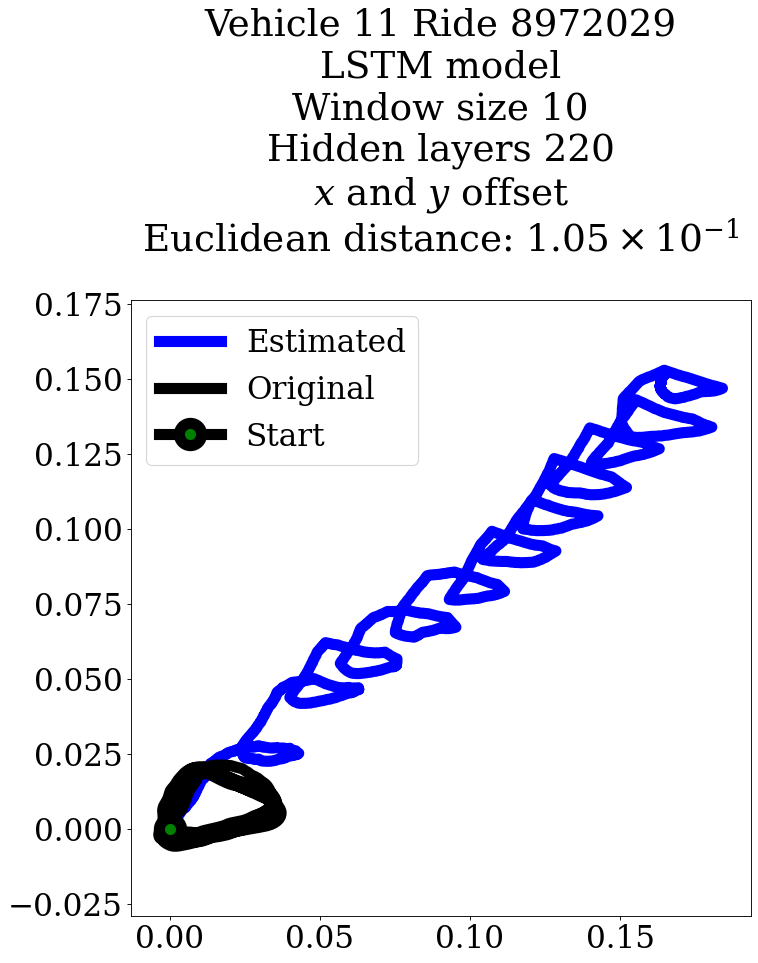 Vehicle 11 Ride 8972029
LSTM model
Window size 10
Hidden layers 220
x and y offset
Euclidean distance: 1.05 × 10⁻¹
0.175
0.150
0.125
0.100
0.075
0.050
0.025
0.000
−0.025
Estimated
Original
Start
0.00 0.05 0.10 0.15